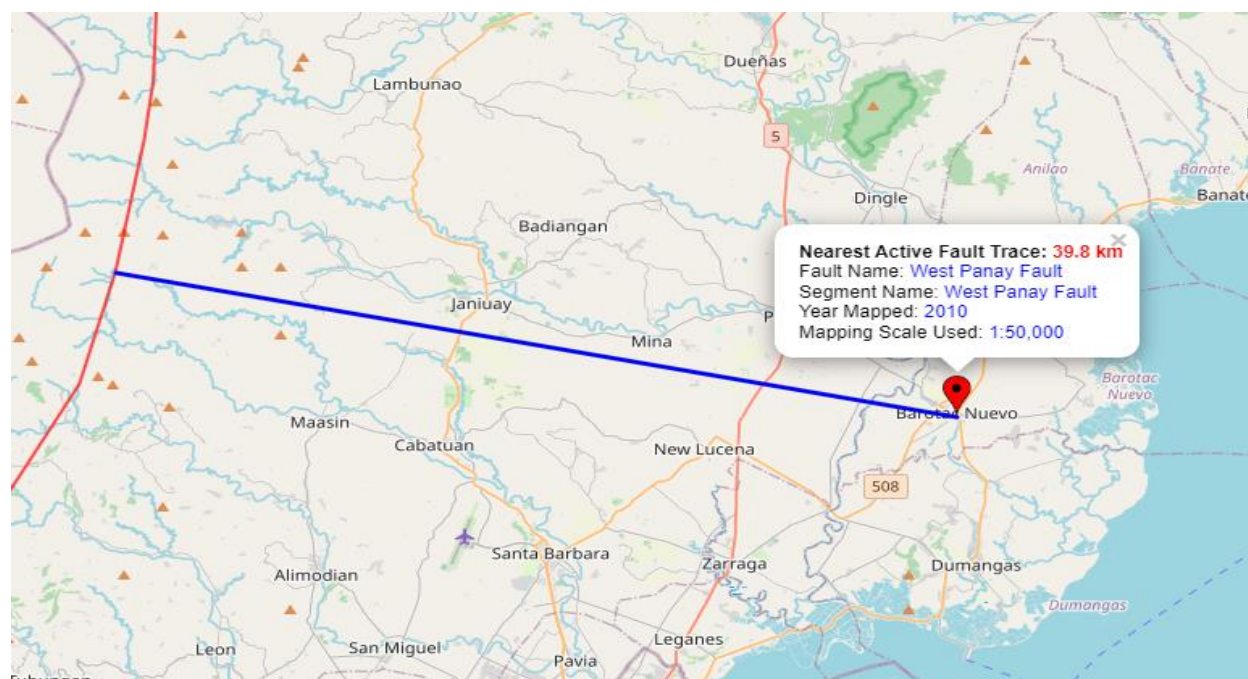 Dueñas
Lambunao
5
Anilao
Banate
Dingle
Banate
Badiangan
×
Nearest Active Fault Trace: 39.8 km
Fault Name: West Panay Fault
Segment Name: West Panay Fault
Year Mapped: 2010
Mapping Scale Used: 1:50,000
Janiuay
P
Mina
Barotac
Nuevo
Barotac Nuevo
Maasin
Cabatuan
New Lucena
508
Santa Barbara
Zarraga
Dumangas
Alimodian
Dumangas
Leganes
San Miguel
Leon
Pavia